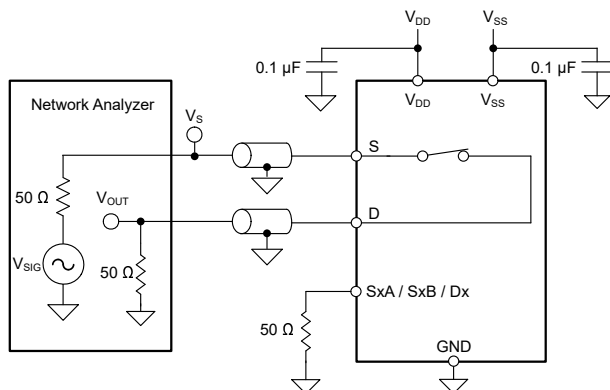 V_DD V_SS
0.1 µF 0.1 µF
V_DD V_SS
Network Analyzer
V_S
S
50 Ω
V_OUT
D
V_SIG
50 Ω
SxA / SxB / Dx
50 Ω
GND